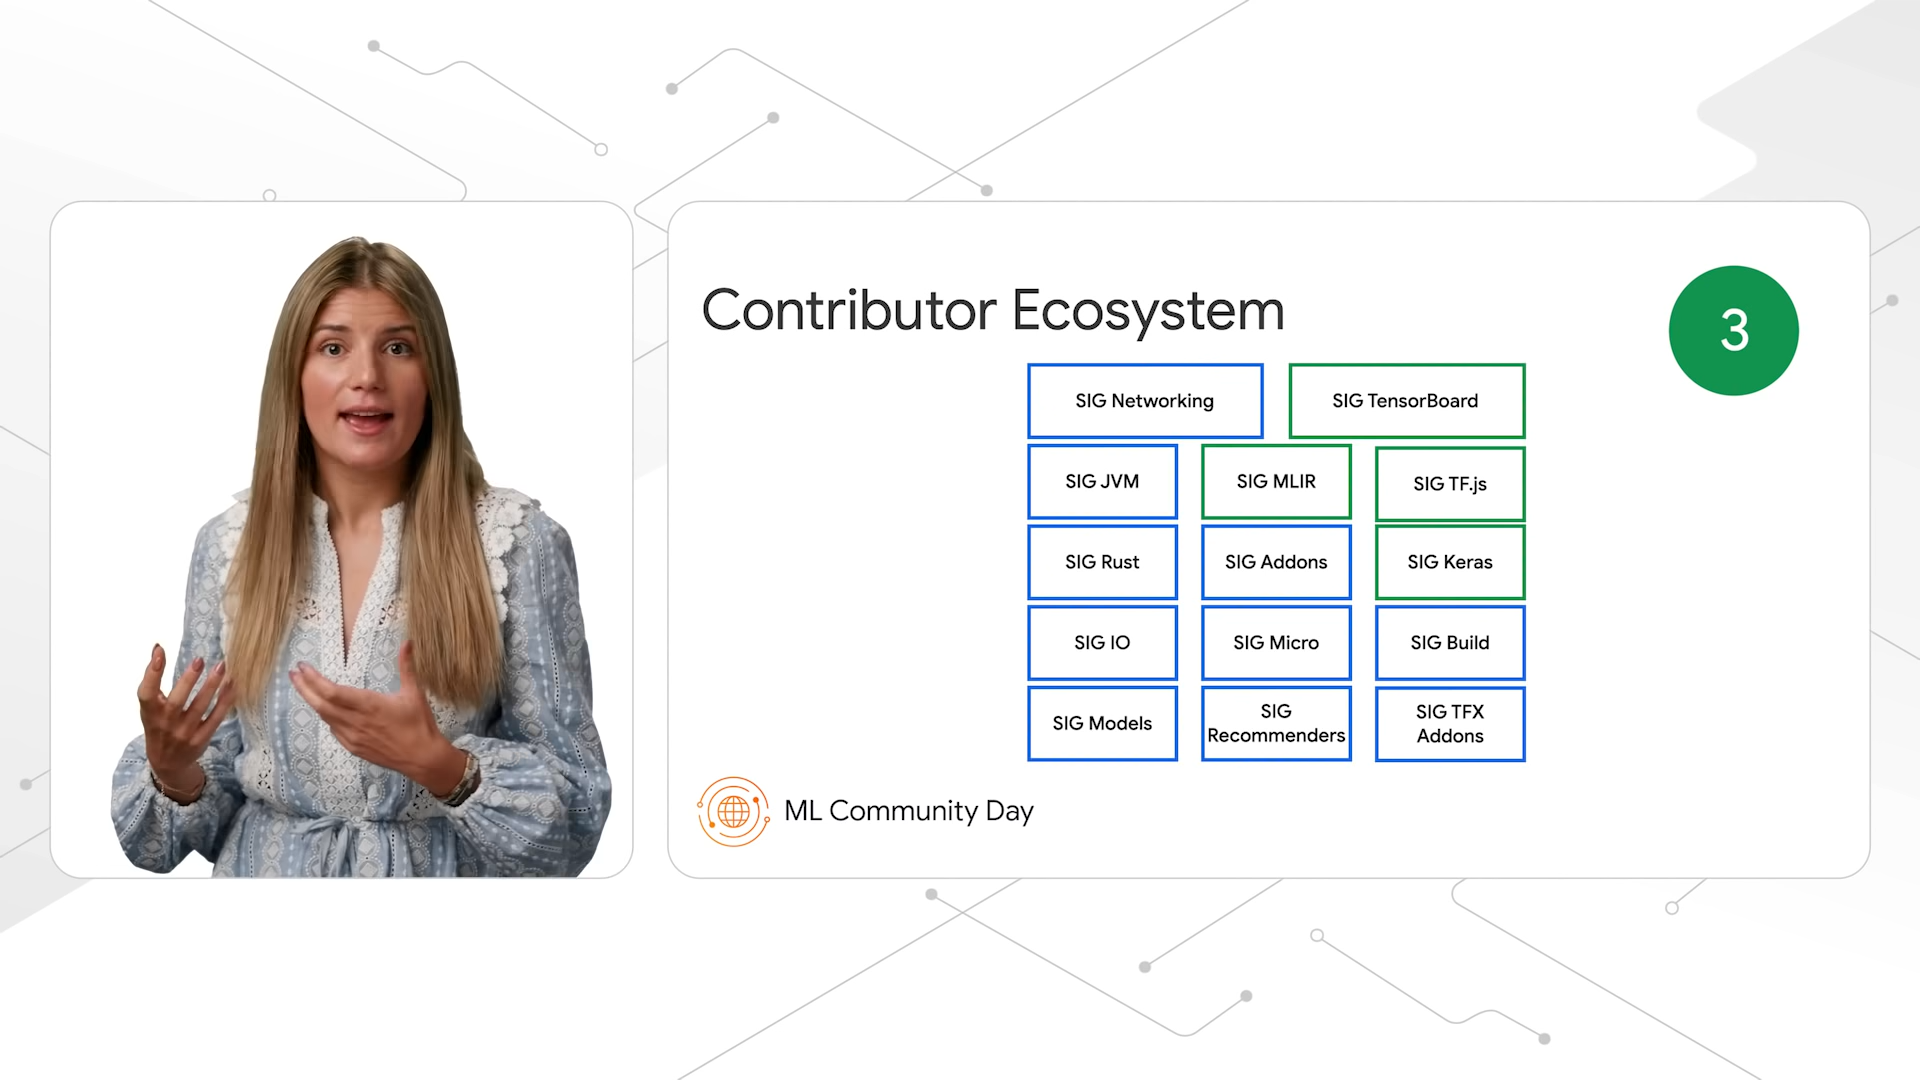 Contributor Ecosystem
3
SIG Networking
SIG TensorBoard
SIG JVM
SIG MLIR
SIG TF.js
SIG Rust
SIG Addons
SIG Keras
SIG IO
SIG Micro
SIG Build
SIG Models
SIG
Recommenders
SIG TFX
Addons
ML Community Day